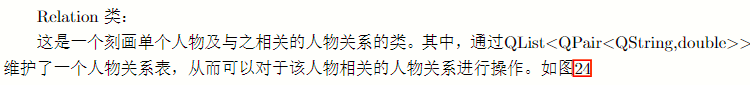 Relation 类:
这是一个刻画单个人物及与之相关的人物关系的类。其中，通过QList<QPair<QString,double>>
维护了一个人物关系表，从而可以对于该人物相关的人物关系进行操作。如图24